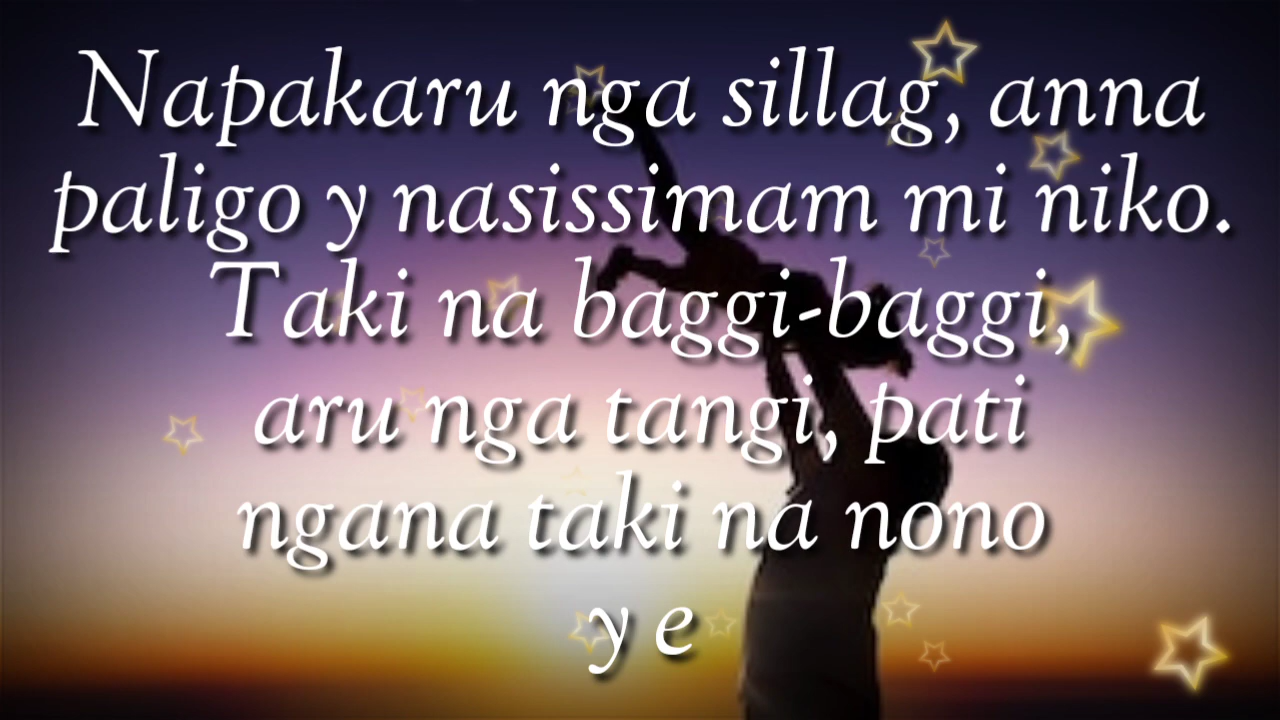 Napakaru nga sillag, anna
paligo y nasissimam mi niko.
Taki na baggi-baggi,
aru nga tangi, pati
ngana taki na nono
y e